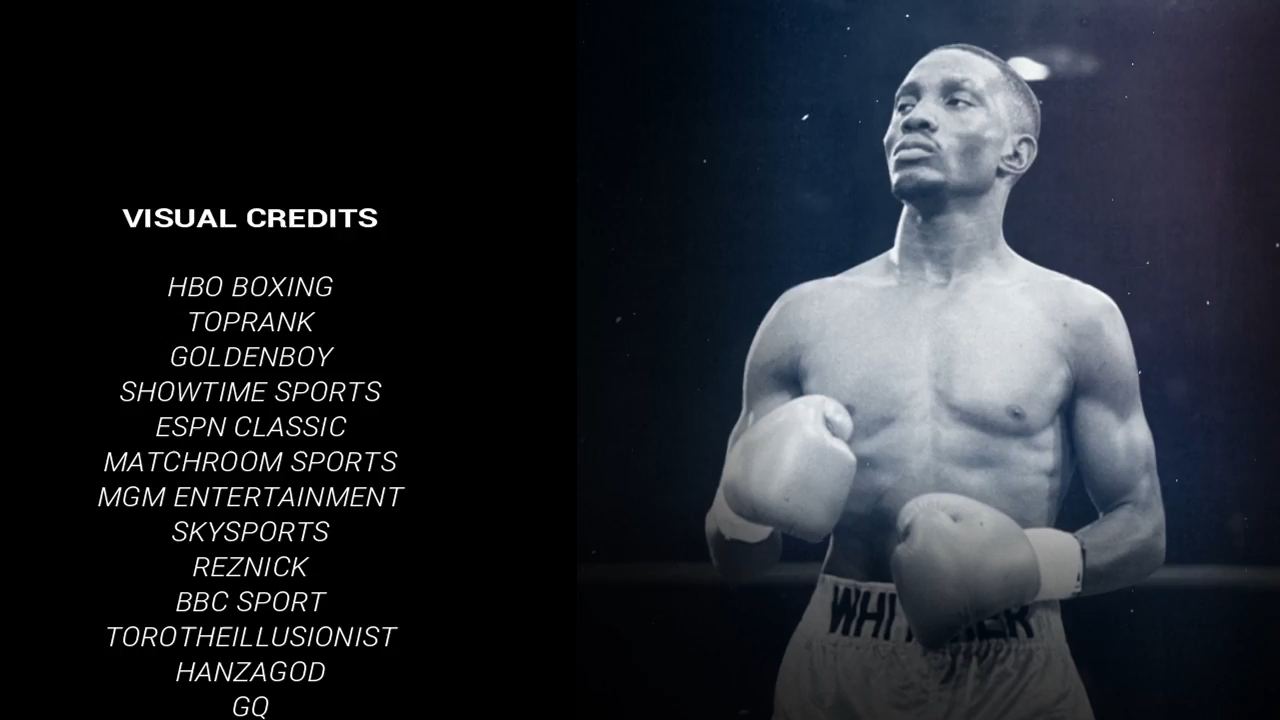 VISUAL CREDITS
HBO BOXING
TOPRANK
GOLDENBOY
SHOWTIME SPORTS
ESPN CLASSIC
MATCHROOM SPORTS
MGM ENTERTAINMENT
SKYSPORTS
REZNICK
BBC SPORT
TOROTHEILLUSIONIST
HANZAGOD
GQ